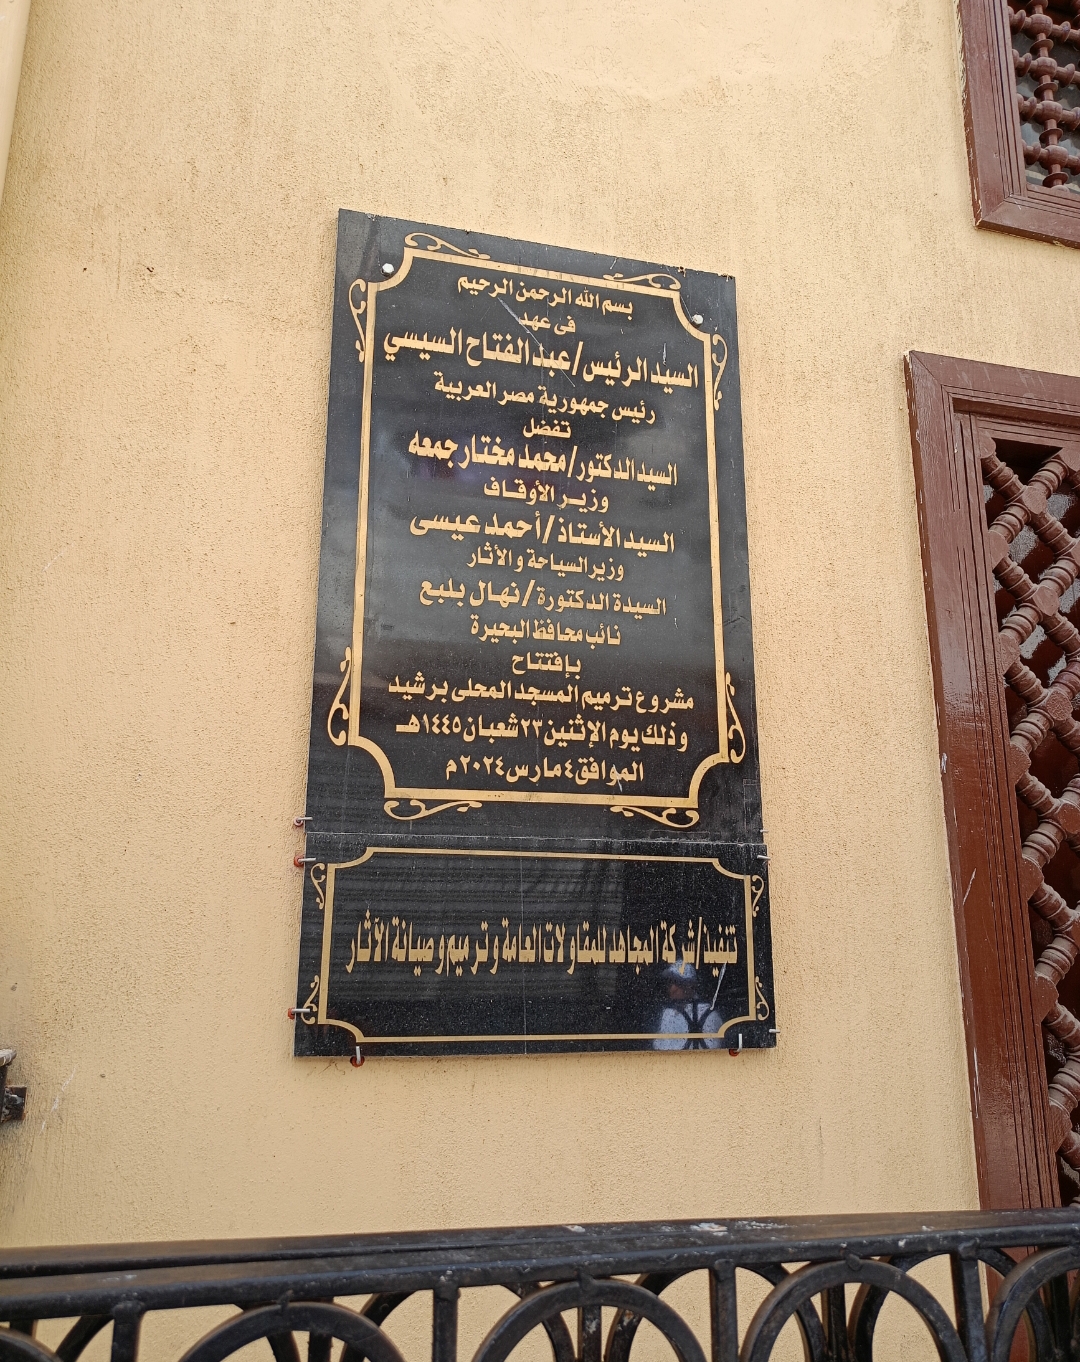 بسم الله الرحمن الرحيم
فى عهد
السيد الرئيس/عبد الفتاح السيسي
رئيس جمهورية مصر العربية
تفضل
السيد الدكتور/محمد مختار جمعه
وزير الأوقاف
السيد الأستاذ/أحمد عيسى
وزير السياحة والأثار
السيدة الدكتورة/نهال بلبع
نائب محافظ البحيرة
بإفتتاح
مشروع ترميم المسجد المحلى برشيد
وذلك يوم الإثنين ٢٣ شعبان ١٤٤٥هـ
الموافق ٤ مارس ٢٠٢٤م
تنفيذ/شركة المجاهد للمقاولات العامة و ترميم و صيانة الآثار